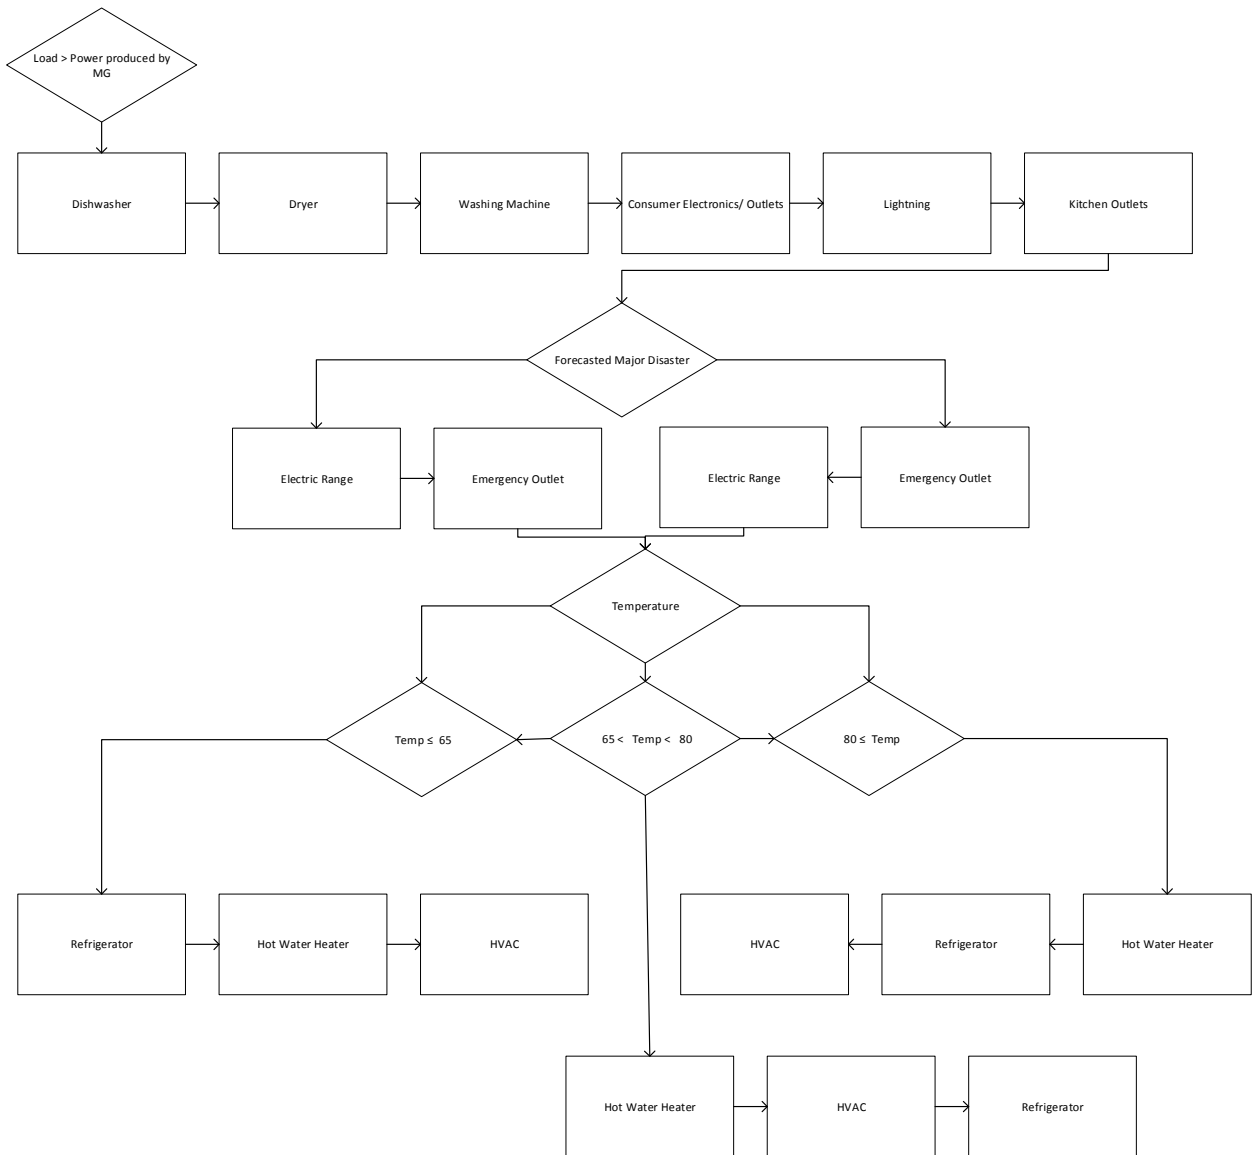 Load > Power produced by
MG
Dishwasher
Dryer
Washing Machine
Consumer Electronics/ Outlets
Lightning
Kitchen Outlets
Forecasted Major Disaster
Electric Range
Emergency Outlet
Electric Range
Emergency Outlet
Temperature
Temp ≤ 65
65 < Temp < 80
80 ≤ Temp
Refrigerator
Hot Water Heater
HVAC
HVAC
Refrigerator
Hot Water Heater
Hot Water Heater
HVAC
Refrigerator